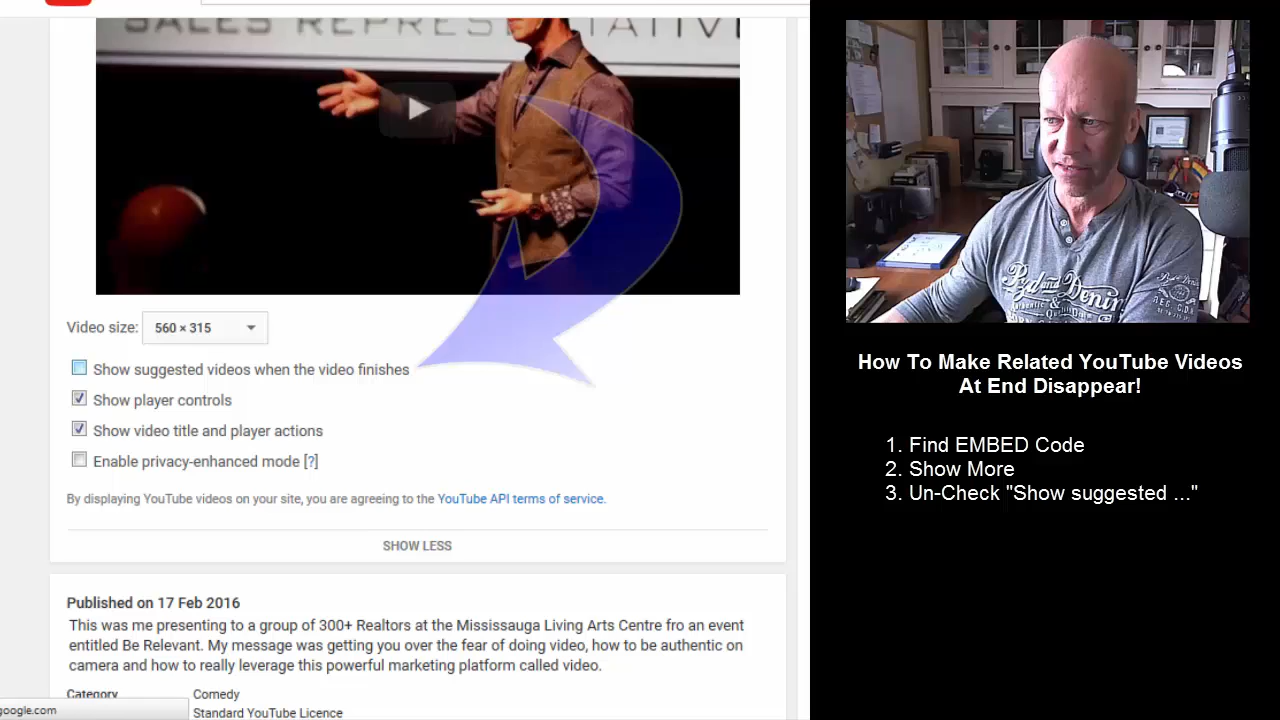 SALES REPRESENTATIVE
Video size: 560 × 315
Show suggested videos when the video finishes
Show player controls
Show video title and player actions
Enable privacy-enhanced mode [?]
By displaying YouTube videos on your site, you are agreeing to the YouTube API terms of service.
SHOW LESS
Published on 17 Feb 2016
This was me presenting to a group of 300+ Realtors at the Mississauga Living Arts Centre fro an event
entitled Be Relevant. My message was getting you over the fear of doing video, how to be authentic on
camera and how to really leverage this powerful marketing platform called video.
Category Comedy
Standard YouTube Licence
google.com
How To Make Related YouTube Videos
At End Disappear!
1. Find EMBED Code
2. Show More
3. Un-Check "Show suggested ..."